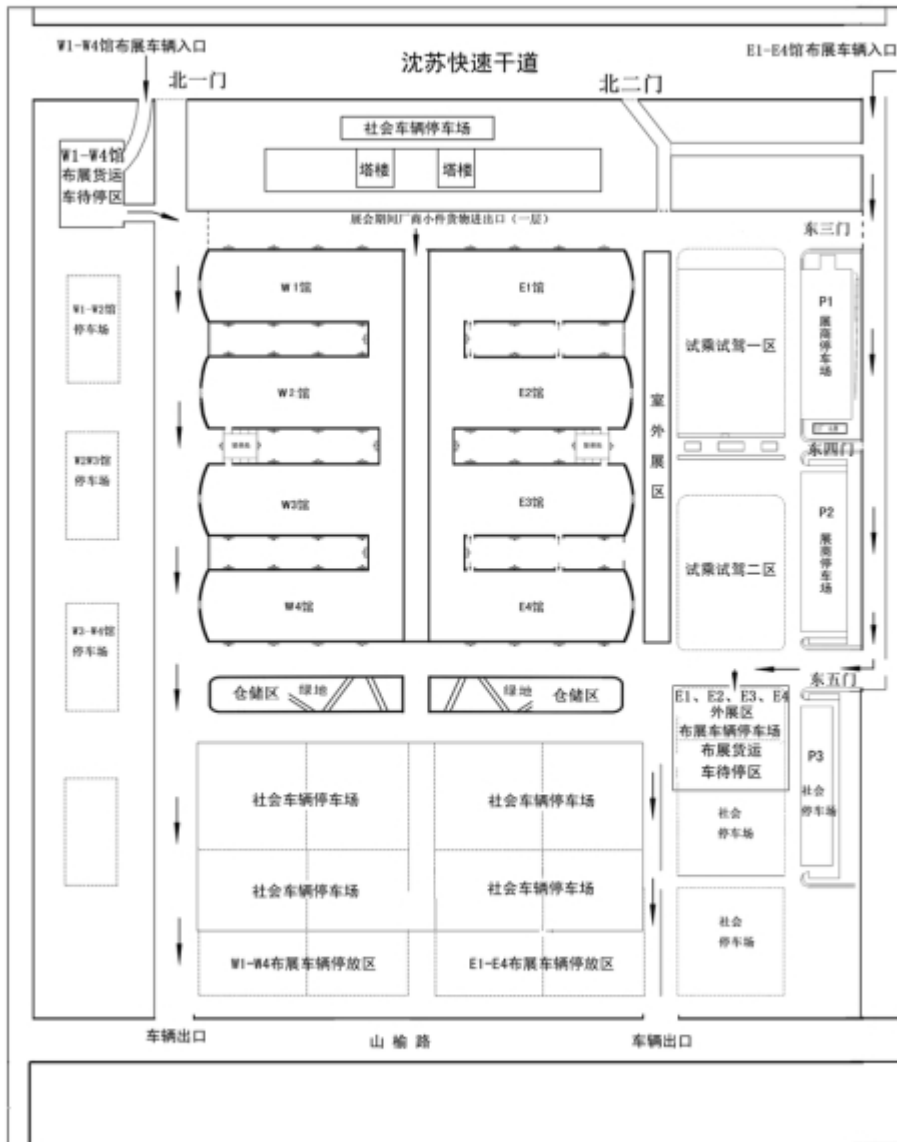 W1-W4馆布展车辆入口
沈苏快速干道
E1-E4馆布展车辆入口
北一门
北二门
社会车辆停车场
塔楼
塔楼
W1-W4馆
布展货运
车待停区
展会期间厂商小件货物进出口（一层）
东三门
W1馆
E1馆
W1-W2馆
停车场
试乘试驾一区
P1
展商停车场
W2馆
E2馆
室外展区
W2W3馆
停车场
东四门
W3馆
E3馆
P2
展商停车场
试乘试驾二区
W4馆
E4馆
W3-W4馆
停车场
仓储区
绿地
绿地
仓储区
东五门
E1、E2、E3、E4
外展区
布展车辆停车场
布展货运
车待停区
P3
社会
停车场
社会车辆停车场
社会车辆停车场
社会
停车场
社会车辆停车场
社会车辆停车场
社会
停车场
W1-W4布展车辆停放区
E1-E4布展车辆停放区
车辆出口
山榆路
车辆出口